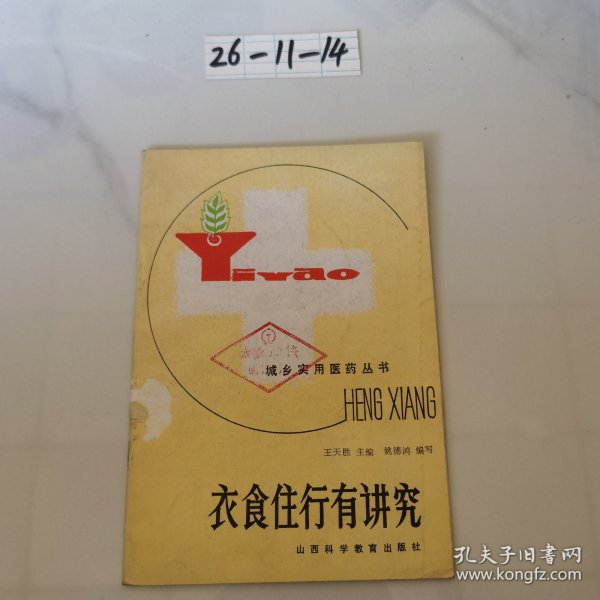 26-11-14
Yivao
城乡实用医药丛书
HENG XIANG
王天胜 主编 姚德鸿 编写
衣食住行有讲究
山西科学教育出版社
孔夫子旧书网
www.kongfz.com